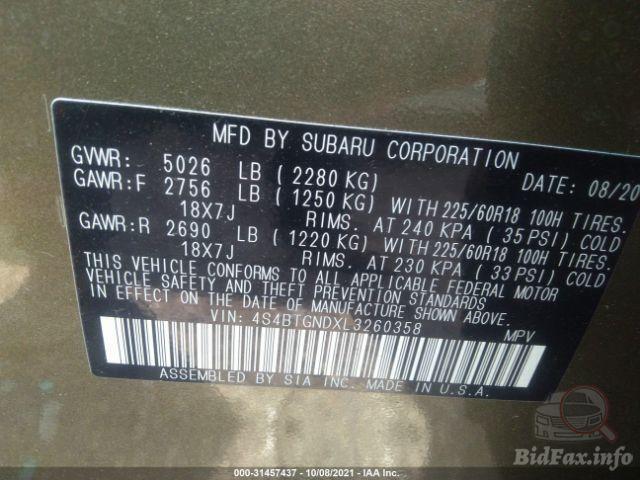 MFD BY SUBARU CORPORATION
GVWR: 5026 LB (2280 KG) DATE: 08/20
GAWR:F 2756 LB (1250 KG) WITH 225/60R18 100H TIRES.
18X7J RIMS. AT 240 KPA (35 PSI) COLD
GAWR:R 2690 LB (1220 KG) WITH 225/60R18 100H TIRES.
18X7J RIMS. AT 230 KPA (33 PSI) COLD
THIS VEHICLE CONFORMS TO ALL APPLICABLE FEDERAL MOTOR
VEHICLE SAFETY AND THEFT PREVENTION STANDARDS
IN EFFECT ON THE DATE OF MANUFACTURE SHOWN ABOVE.
VIN: 4S4BTGNDXL3260358 MPV
ASSEMBLED BY SIA INC. MADE IN U.S.A.
BidFax.info
000-31457437 - 10/08/2021 - IAA Inc.